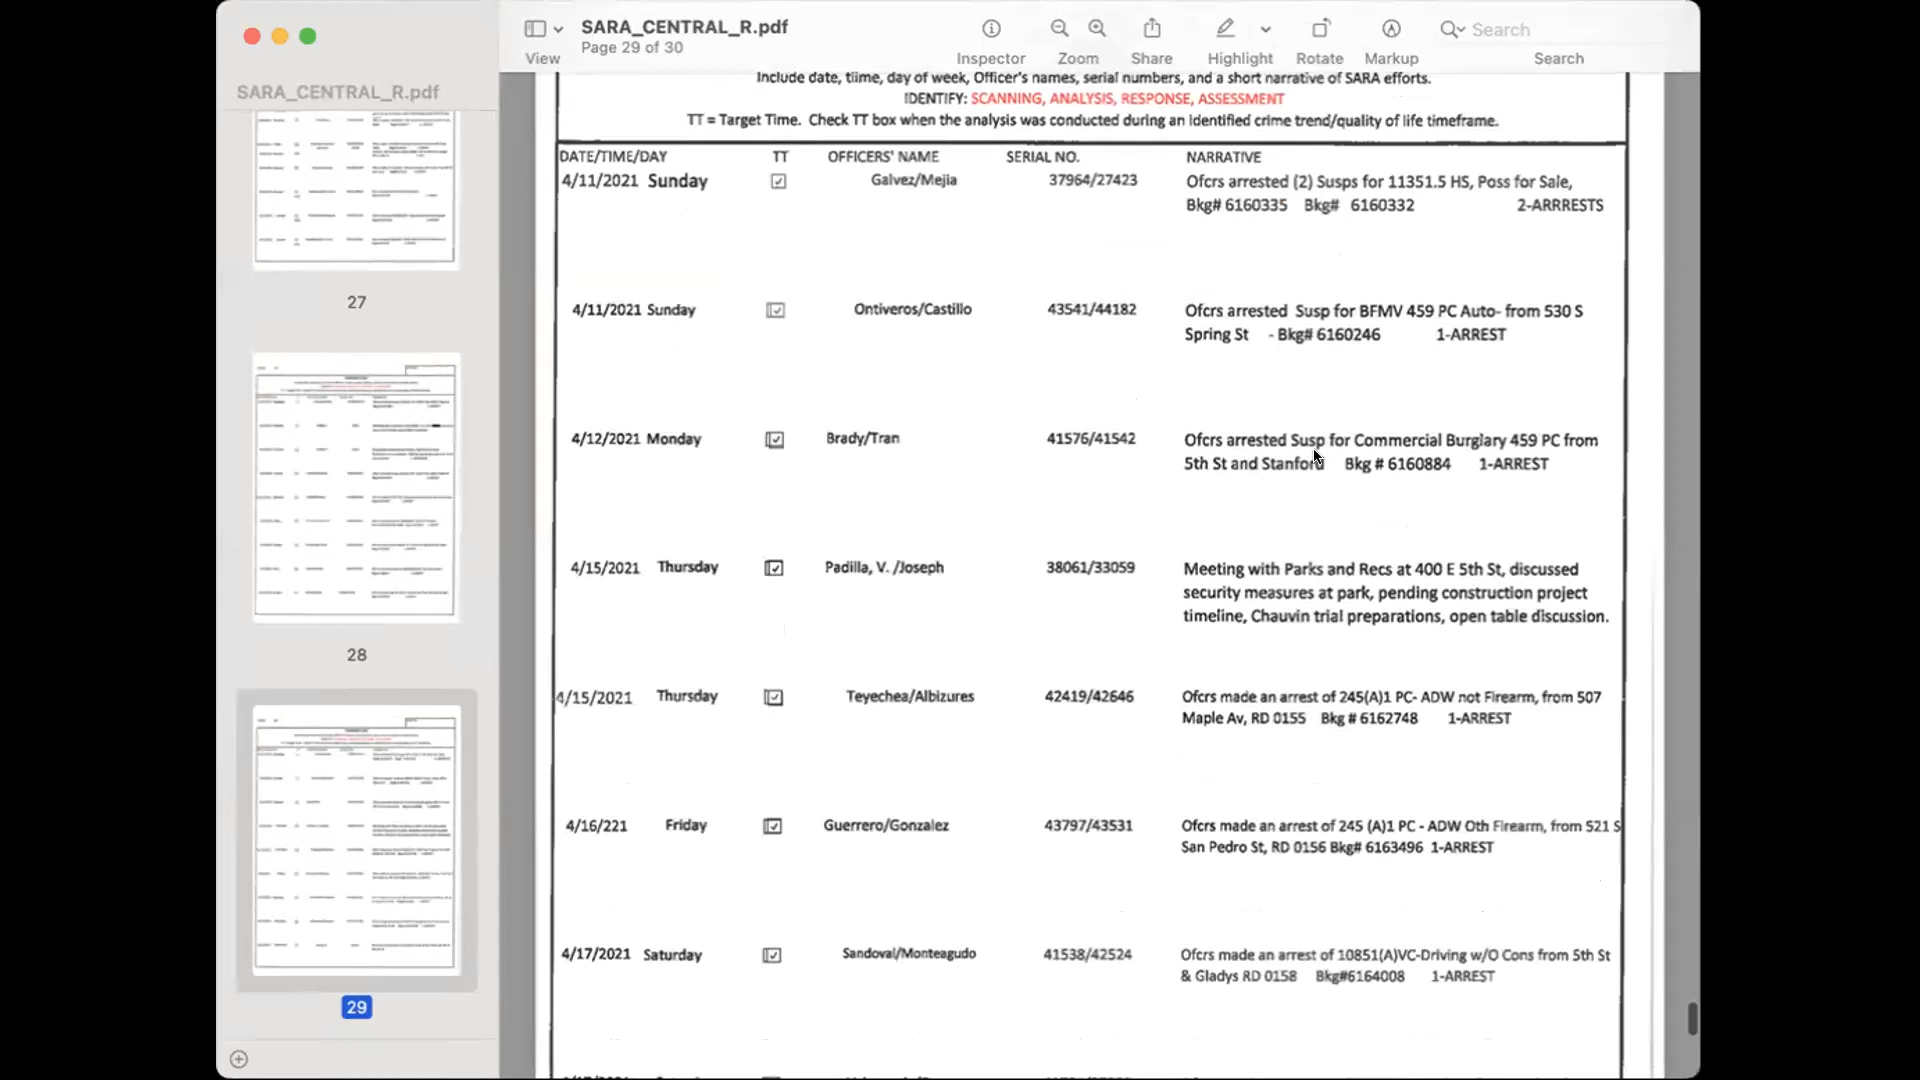 SARA_CENTRAL_R.pdf
Page 29 of 30
View
Inspector
Zoom
Share
Highlight
Rotate
Markup
Search
Search
SARA_CENTRAL_R.pdf
27
28
29
Include date, tiime, day of week, Officer's names, serial numbers, and a short narrative of SARA efforts.
IDENTIFY: SCANNING, ANALYSIS, RESPONSE, ASSESSMENT
TT = Target Time. Check TT box when the analysis was conducted during an identified crime trend/quality of life timeframe.
DATE/TIME/DAY TT OFFICERS' NAME SERIAL NO. NARRATIVE
4/11/2021 Sunday Galvez/Mejia 37964/27423 Ofcrs arrested (2) Susps for 11351.5 HS, Poss for Sale,
Bkg# 6160335 Bkg# 6160332 2-ARRRESTS
4/11/2021 Sunday Ontiveros/Castillo 43541/44182 Ofcrs arrested Susp for BFMV 459 PC Auto- from 530 S
Spring St - Bkg# 6160246 1-ARREST
4/12/2021 Monday Brady/Tran 41576/41542 Ofcrs arrested Susp for Commercial Burglary 459 PC from
5th St and Stanford Bkg # 6160884 1-ARREST
4/15/2021 Thursday Padilla, V. /Joseph 38061/33059 Meeting with Parks and Recs at 400 E 5th St, discussed
security measures at park, pending construction project
timeline, Chauvin trial preparations, open table discussion.
4/15/2021 Thursday Teyechea/Albizures 42419/42646 Ofcrs made an arrest of 245(A)1 PC- ADW not Firearm, from 507
Maple Av, RD 0155 Bkg # 6162748 1-ARREST
4/16/221 Friday Guerrero/Gonzalez 43797/43531 Ofcrs made an arrest of 245 (A)1 PC - ADW Oth Firearm, from 521 S
San Pedro St, RD 0156 Bkg# 6163496 1-ARREST
4/17/2021 Saturday Sandoval/Monteagudo 41538/42524 Ofcrs made an arrest of 10851(A)VC-Driving w/O Cons from 5th St
& Gladys RD 0158 Bkg#6164008 1-ARREST